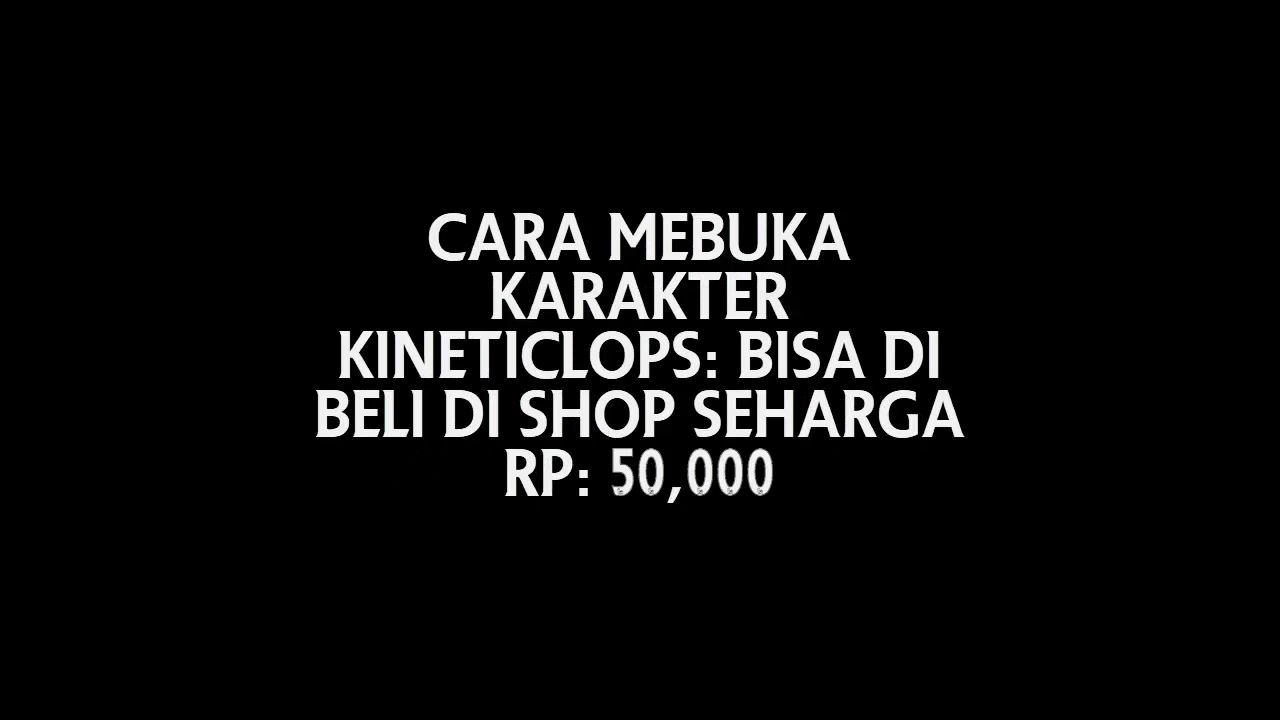 CARA MEBUKA
KARAKTER
KINETICLOPS: BISA DI
BELI DI SHOP SEHARGA
RP: 50,000